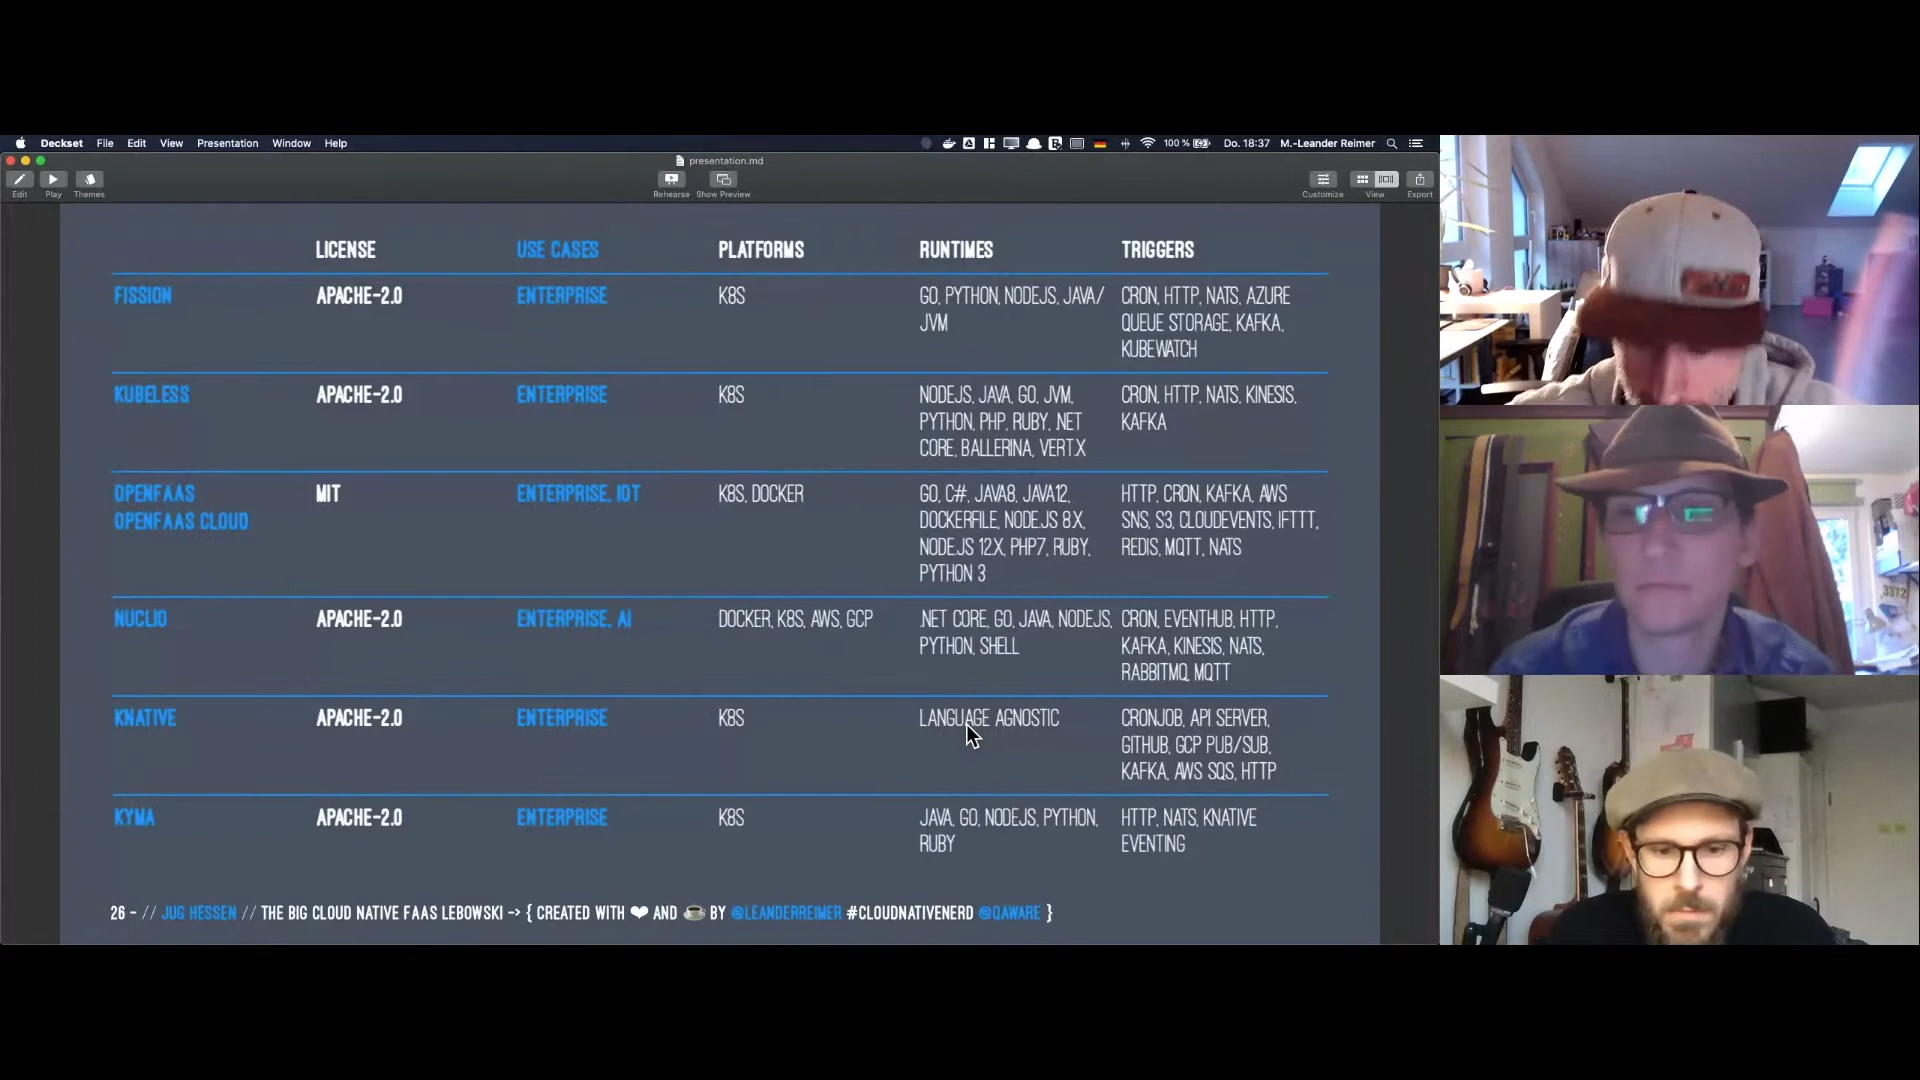 Deckset File Edit View Presentation Window Help
100 % Do. 18:37 M.-Leander Reimer
presentation.md
Edit Play Themes Rehearse Show Preview Customize View Export
LICENSE USE CASES PLATFORMS RUNTIMES TRIGGERS
FISSION APACHE-2.0 ENTERPRISE K8S GO, PYTHON, NODEJS, JAVA/ CRON, HTTP, NATS, AZURE
JVM QUEUE STORAGE, KAFKA,
KUBEWATCH
KUBELESS APACHE-2.0 ENTERPRISE K8S NODEJS, JAVA, GO, JVM, CRON, HTTP, NATS, KINESIS,
PYTHON, PHP, RUBY, .NET KAFKA
CORE, BALLERINA, VERT.X
OPENFAAS MIT ENTERPRISE, IOT K8S, DOCKER GO, C#, JAVA8, JAVA12, HTTP, CRON, KAFKA, AWS
OPENFAAS CLOUD DOCKERFILE, NODE.JS 8.X, SNS, S3, CLOUDEVENTS, IFTTT,
NODE.JS 12.X, PHP7, RUBY, REDIS, MQTT, NATS
PYTHON 3
NUCLIO APACHE-2.0 ENTERPRISE, AI DOCKER, K8S, AWS, GCP .NET CORE, GO, JAVA, NODEJS, CRON, EVENTHUB, HTTP,
PYTHON, SHELL KAFKA, KINESIS, NATS,
RABBITMQ, MQTT
KNATIVE APACHE-2.0 ENTERPRISE K8S LANGUAGE AGNOSTIC CRONJOB, API SERVER,
GITHUB, GCP PUB/SUB,
KAFKA, AWS SQS, HTTP
KYMA APACHE-2.0 ENTERPRISE K8S JAVA, GO, NODEJS, PYTHON, HTTP, NATS, KNATIVE
RUBY EVENTING
26 - // JUG HESSEN // THE BIG CLOUD NATIVE FAAS LEBOWSKI -> { CREATED WITH ❤ AND ☕ BY @LEANDERREIMER #CLOUDNATIVENERD @QAWARE }
3312